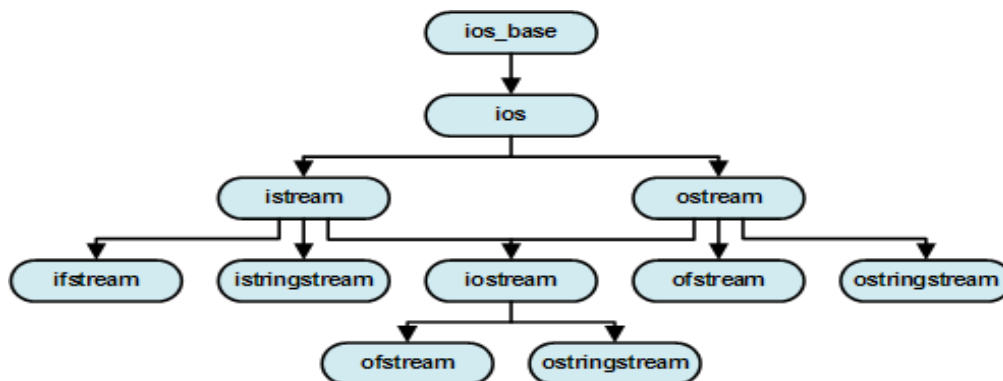 ios_base
ios
istream ostream
ifstream istringstream iostream ofstream ostringstream
ofstream ostringstream